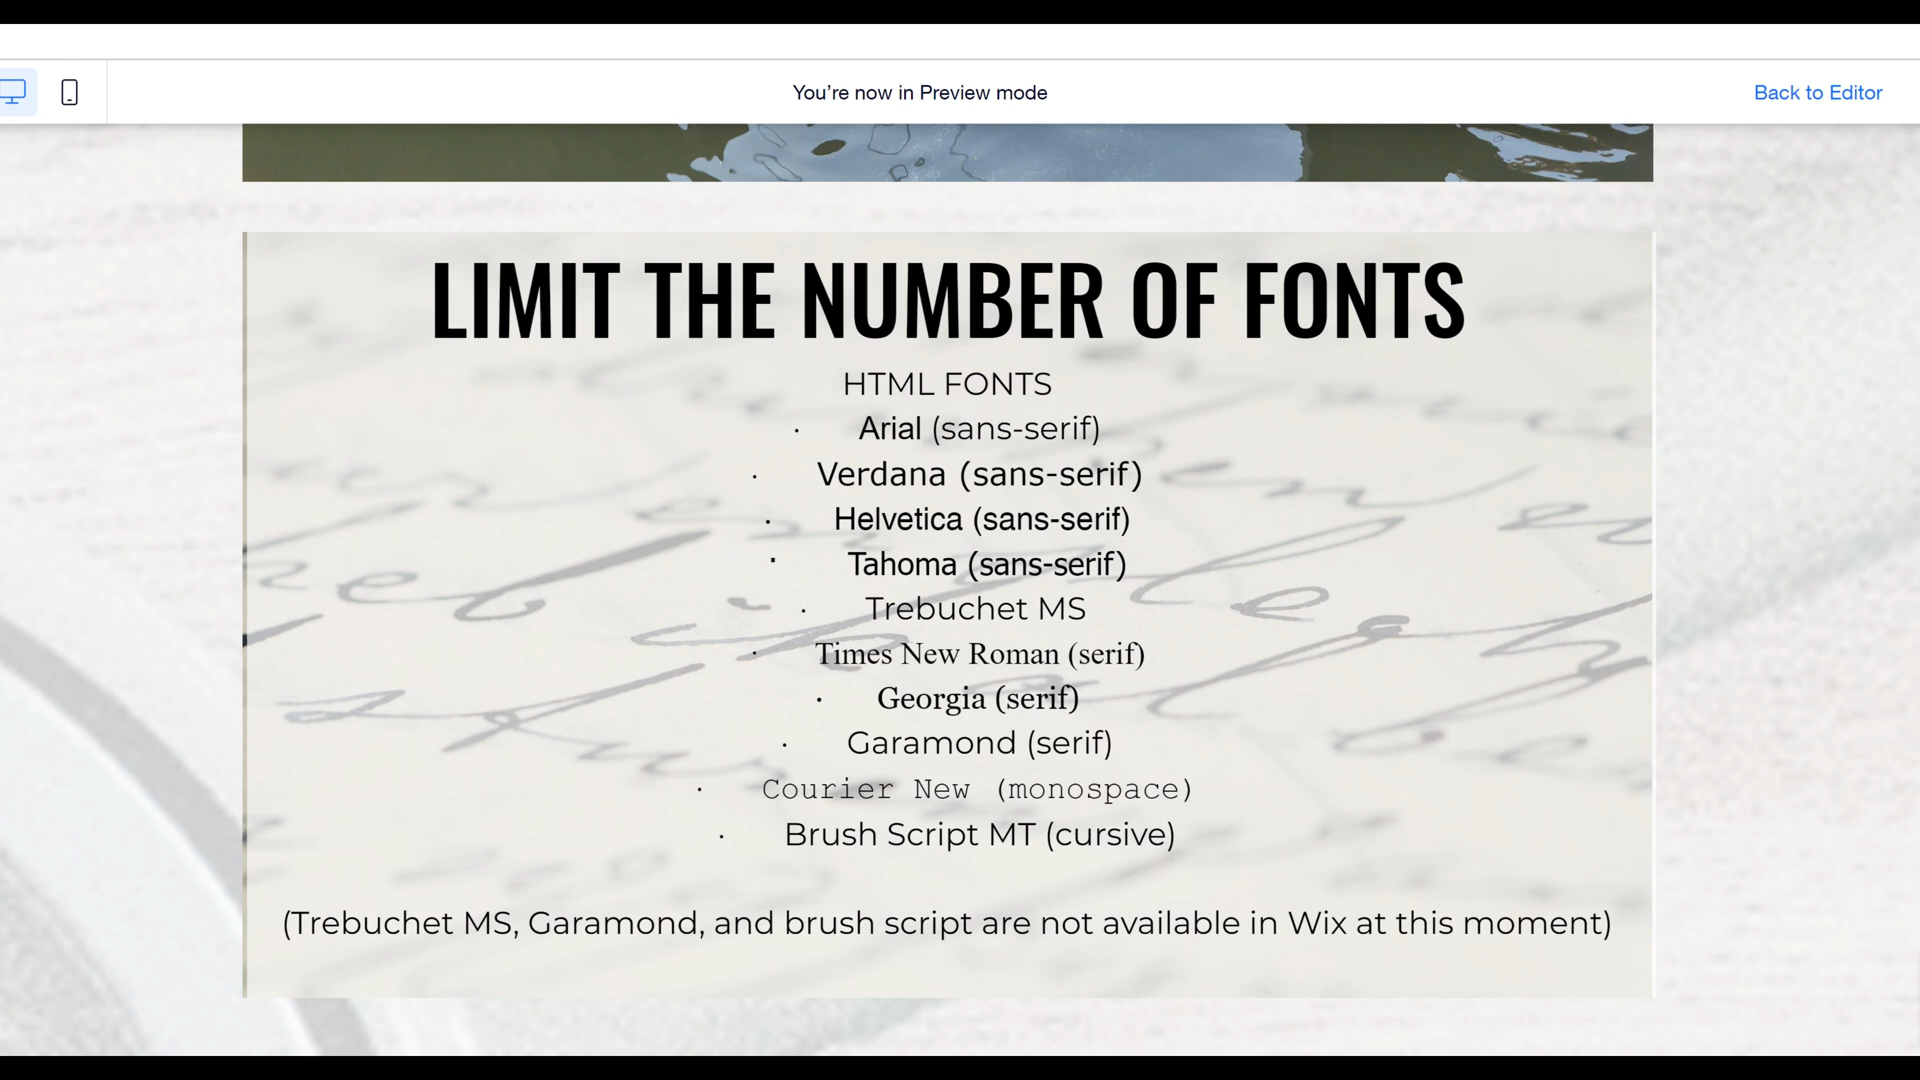 You're now in Preview mode
Back to Editor
LIMIT THE NUMBER OF FONTS
HTML FONTS
· Arial (sans-serif)
· Verdana (sans-serif)
· Helvetica (sans-serif)
· Tahoma (sans-serif)
· Trebuchet MS
· Times New Roman (serif)
· Georgia (serif)
· Garamond (serif)
· Courier New (monospace)
· Brush Script MT (cursive)
(Trebuchet MS, Garamond, and brush script are not available in Wix at this moment)